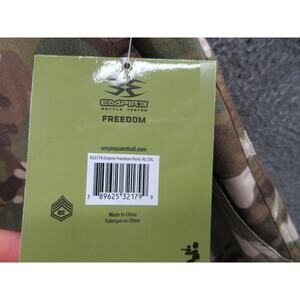 EMPIRE
BATTLE TESTED
FREEDOM
empirepaintball.com
#32179 Empire Freedom Pants XL/2XL
7 89625 32179 9
Made In China
Fabriqué en Chine